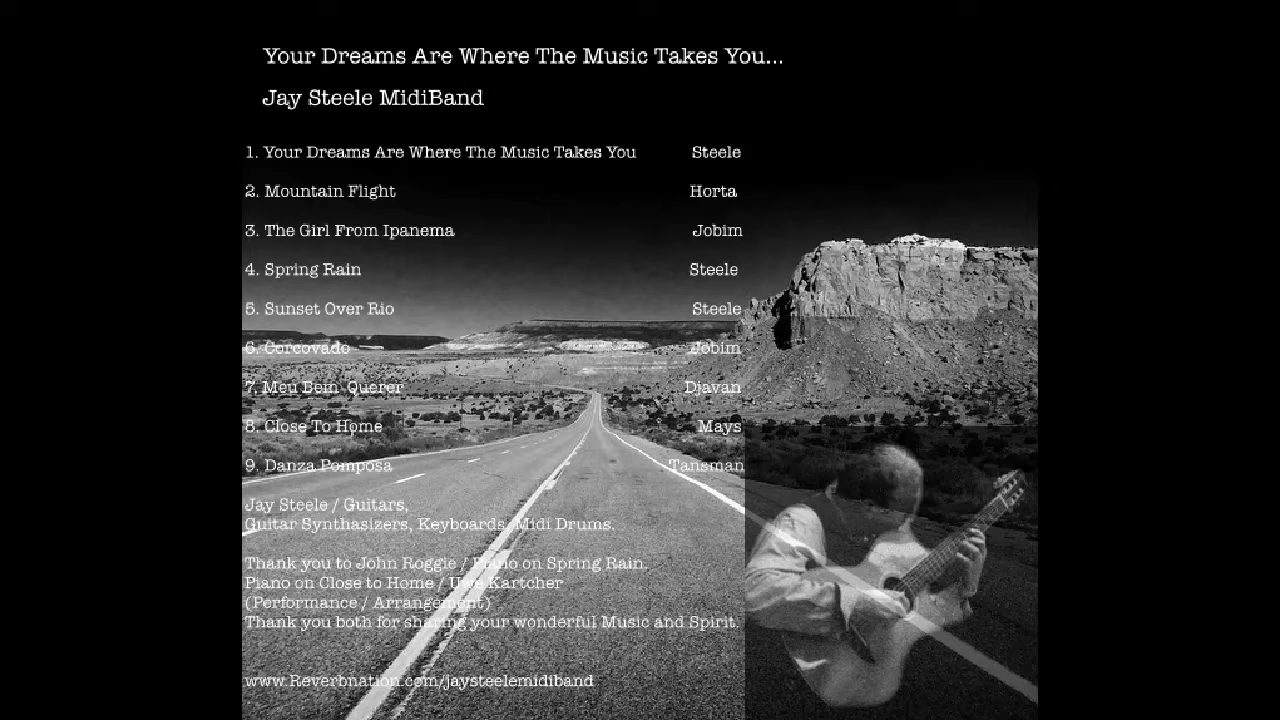 Your Dreams Are Where The Music Takes You...
Jay Steele MidiBand
1. Your Dreams Are Where The Music Takes You Steele
2. Mountain Flight Horta
3. The Girl From Ipanema Jobim
4. Spring Rain Steele
5. Sunset Over Rio Steele
6. Corcovado Jobim
7. Meu Bem Querer Djavan
8. Close To Home Mays
9. Danza Pomposa Tansman
Jay Steele / Guitars,
Guitar Synthasizers, Keyboards, Midi Drums.
Thank you to John Roggie / Piano on Spring Rain.
Piano on Close to Home / Uwe Kartcher
(Performance / Arrangement)
Thank you both for sharing your wonderful Music and Spirit.
www.Reverbnation.com/jaysteelemidiband